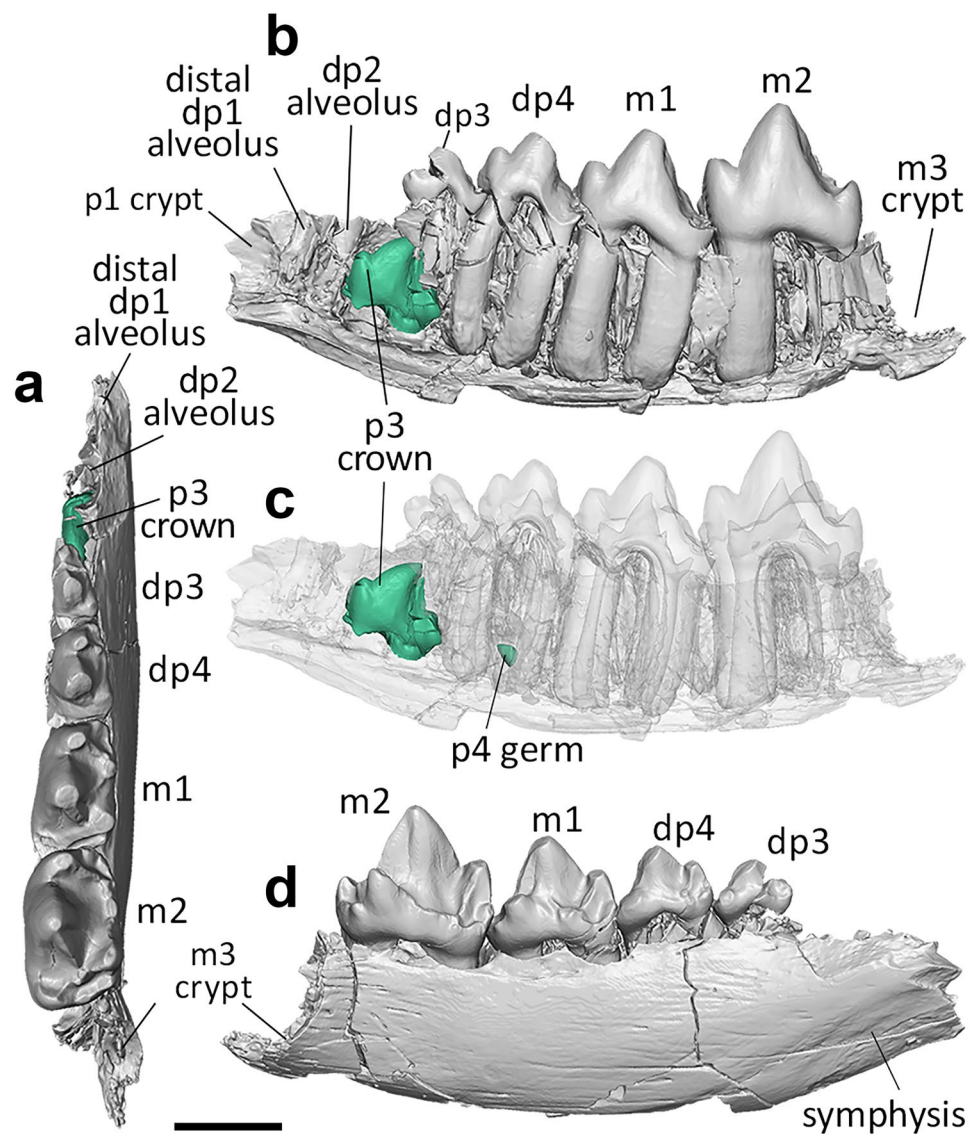 b
distal
dp1
alveolus
dp2
alveolus
dp3
dp4
m1
m2
m3
crypt
p1 crypt
distal
dp1
alveolus
a
dp2
alveolus
p3
crown
p3
crown
dp3
dp4
m1
m2
m3
crypt
c
p4 germ
d
m2
m1
dp4
dp3
symphysis